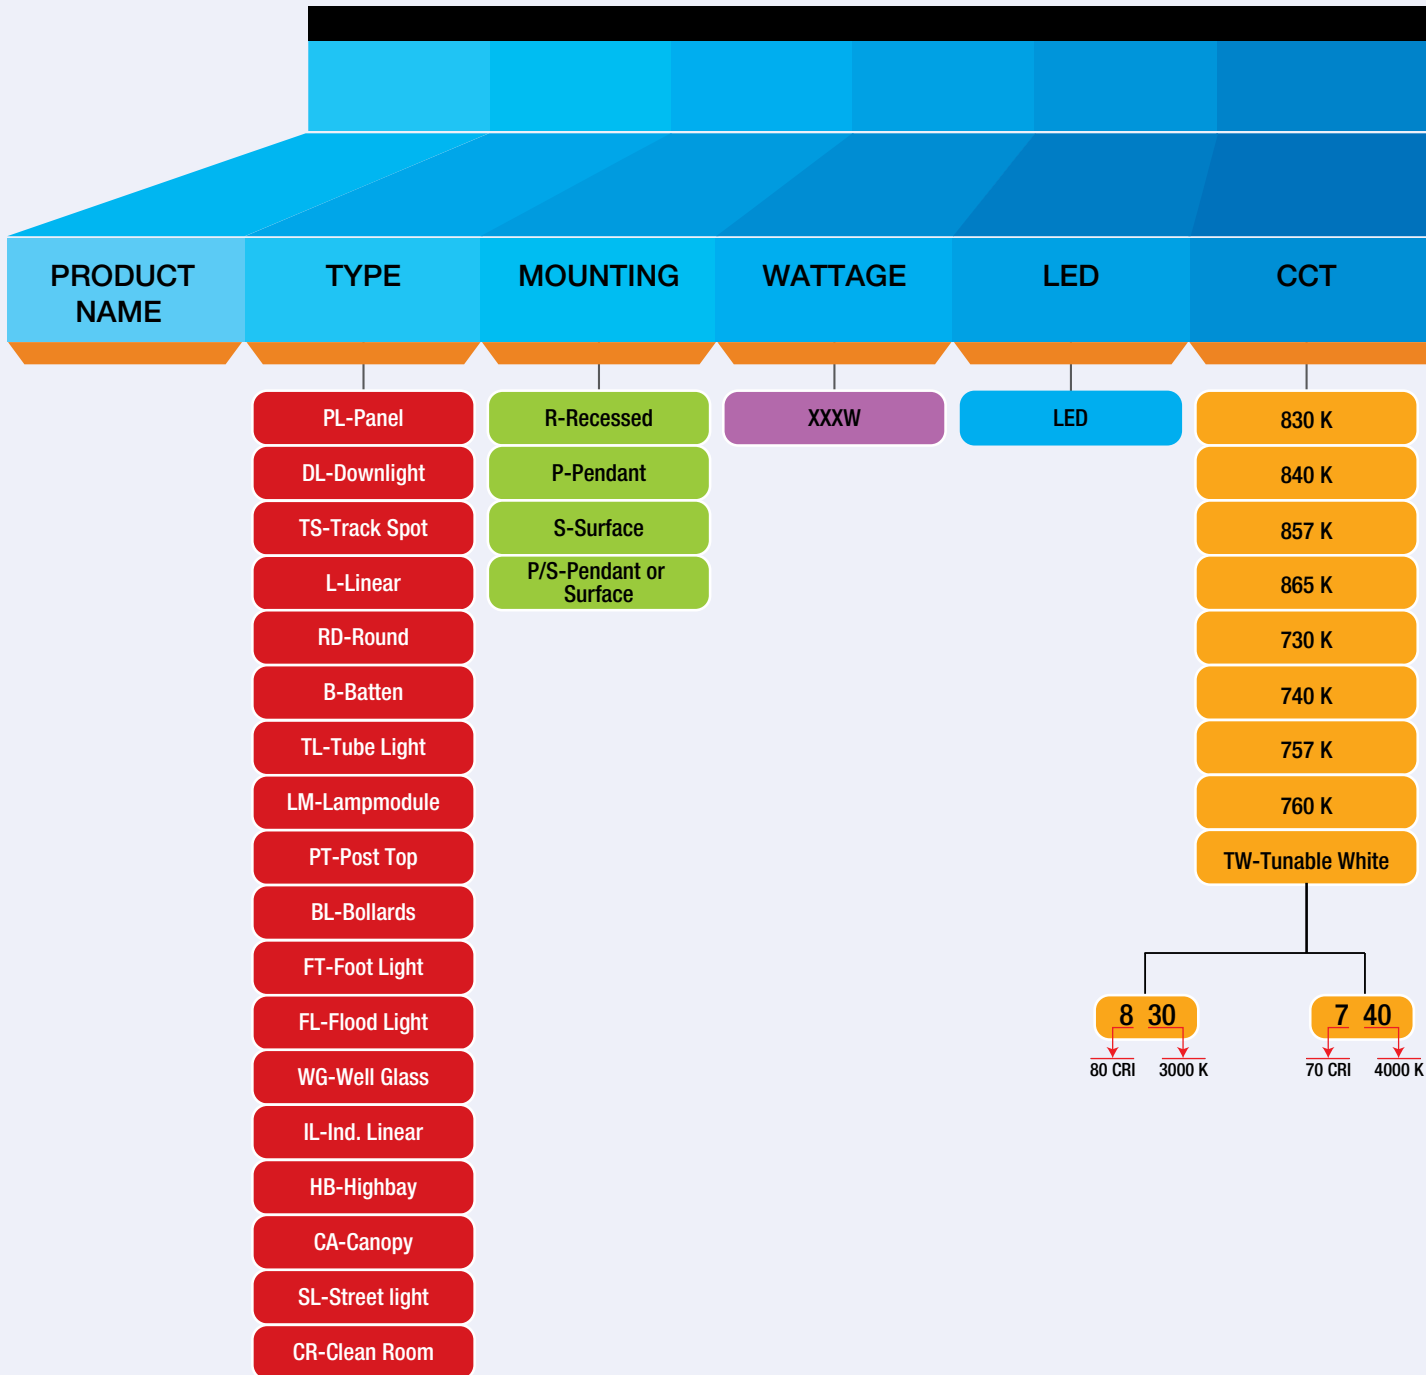 PRODUCT
NAME
TYPE
MOUNTING
WATTAGE
LED
CCT
PL-Panel
DL-Downlight
TS-Track Spot
L-Linear
RD-Round
B-Batten
TL-Tube Light
LM-Lampmodule
PT-Post Top
BL-Bollards
FT-Foot Light
FL-Flood Light
WG-Well Glass
IL-Ind. Linear
HB-Highbay
CA-Canopy
SL-Street light
CR-Clean Room
R-Recessed
P-Pendant
S-Surface
P/S-Pendant or
Surface
XXXW
LED
830 K
840 K
857 K
865 K
730 K
740 K
757 K
760 K
TW-Tunable White
8 30
80 CRI 3000 K
7 40
70 CRI 4000 K